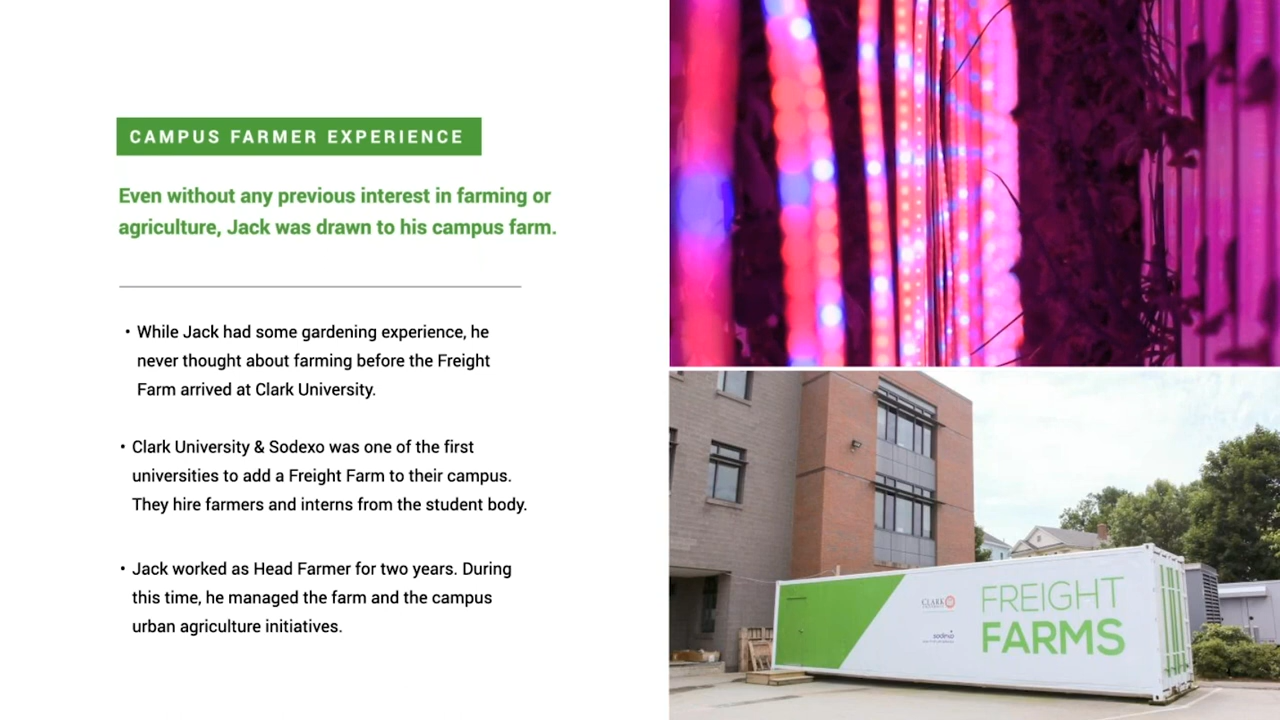 CAMPUS FARMER EXPERIENCE
Even without any previous interest in farming or
agriculture, Jack was drawn to his campus farm.
• While Jack had some gardening experience, he
never thought about farming before the Freight
Farm arrived at Clark University.
• Clark University & Sodexo was one of the first
universities to add a Freight Farm to their campus.
They hire farmers and interns from the student body.
• Jack worked as Head Farmer for two years. During
this time, he managed the farm and the campus
urban agriculture initiatives.
CLARK
sodexo
FREIGHT
FARMS